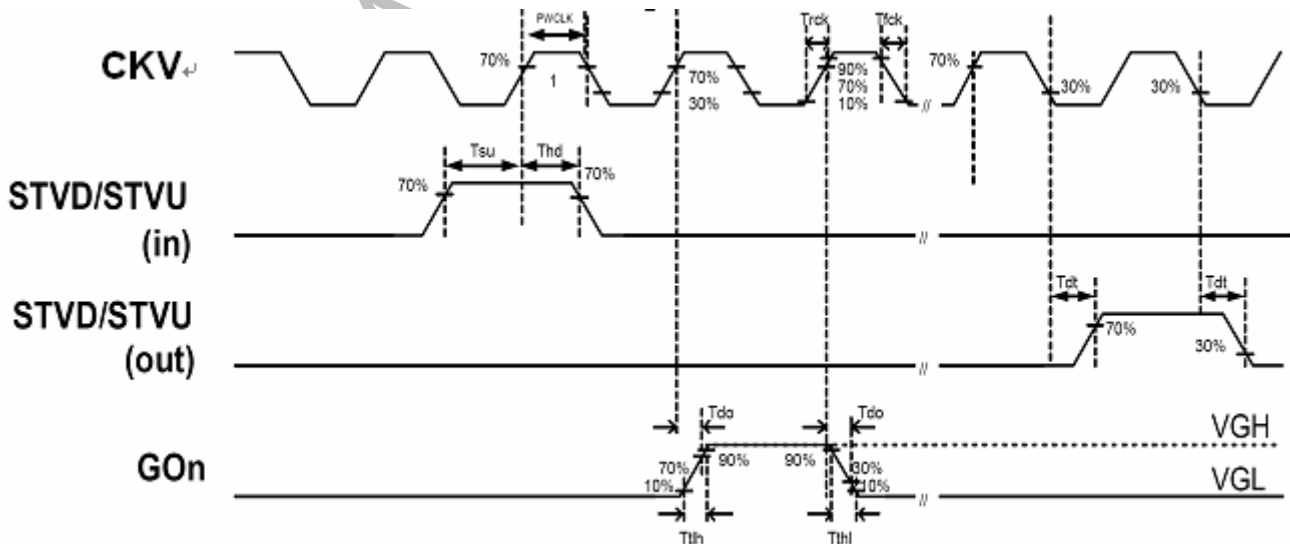 PWCLK
Trck Tfck
CKV↵
70%
1
70%
30%
90%
70%
10%
//
70%
30%
30%
Tsu Thd
STVD/STVU
(in)
70%
70%
//
Tdt
Tdt
STVD/STVU
(out)
70%
30%
//
Tdo
Tdo
VGH
GOn
70%
10%
90%
90%
30%
10%
VGL
//
Ttlh
Tthl